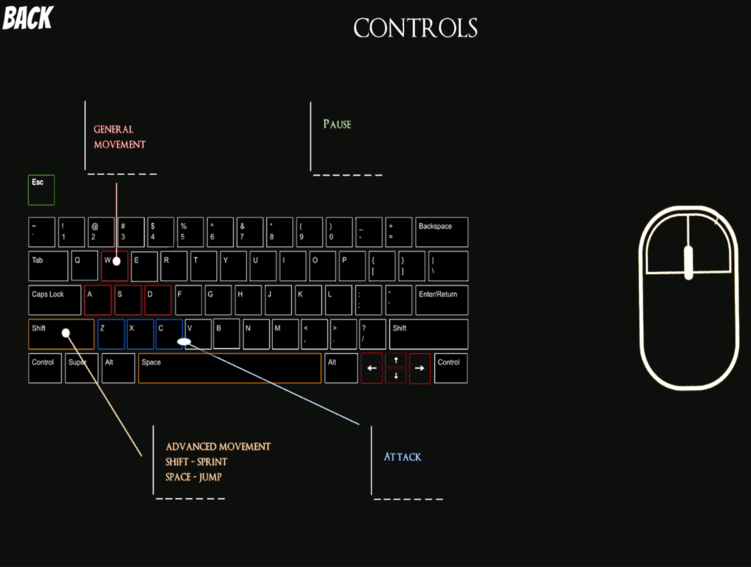 BACK
CONTROLS
GENERAL
MOVEMENT
PAUSE
Esc
~ ! @ # $ % ^ & * ( ) _ + Backspace
` 1 2 3 4 5 6 7 8 9 0 - =
Tab Q W E R T Y U I O P { } |
[ ] \
Caps Lock A S D F G H J K L : " Enter/Return
; '
Shift Z X C V B N M < > ? Shift
, . /
Control Super Alt Space Alt ← ↑ → Control
↓
ADVANCED MOVEMENT
SHIFT - SPRINT
SPACE - JUMP
ATTACK